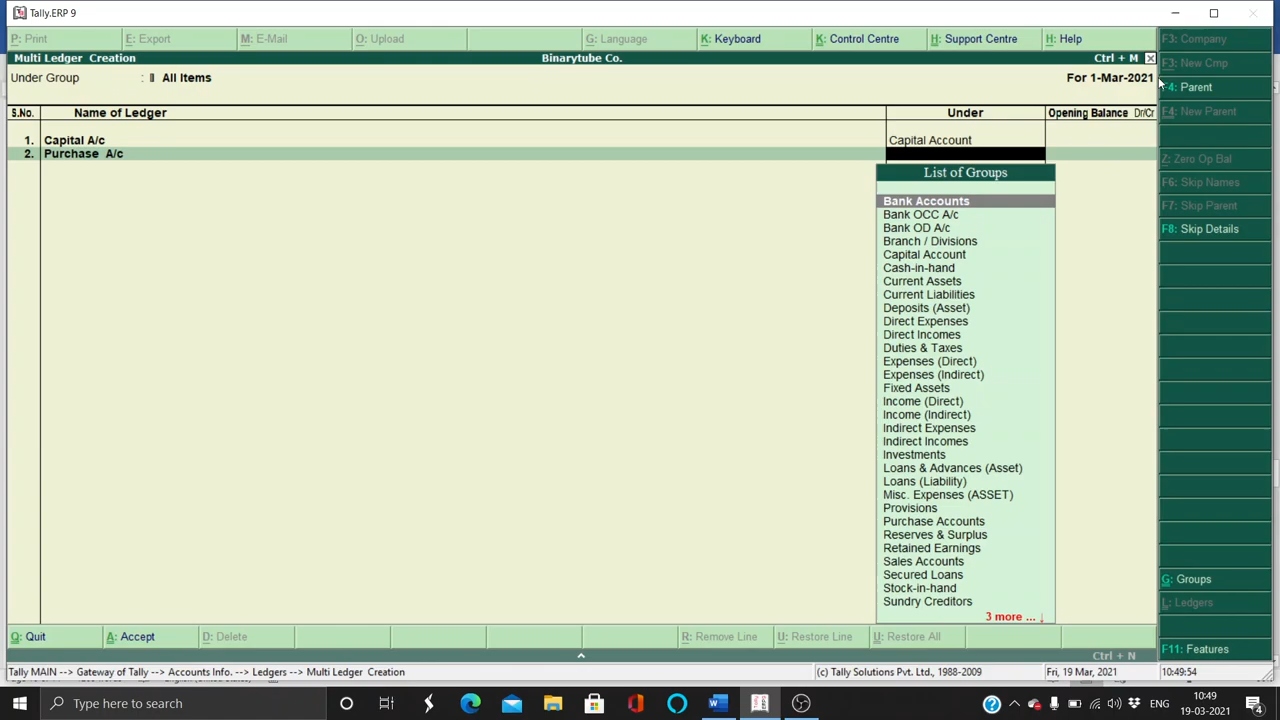 Tally.ERP 9
P: Print E: Export M: E-Mail O: Upload G: Language K: Keyboard K: Control Centre H: Support Centre H: Help
F3: Company
Multi Ledger Creation Binarytube Co. Ctrl + M
F3: New Cmp
Under Group : All Items For 1-Mar-2021
F4: Parent
F4: New Parent
S.No. Name of Ledger Under Opening Balance Dr/Cr
1. Capital A/c Capital Account
2. Purchase A/c
Z: Zero Op Bal
F6: Skip Names
F7: Skip Parent
F8: Skip Details
List of Groups
Bank Accounts
Bank OCC A/c
Bank OD A/c
Branch / Divisions
Capital Account
Cash-in-hand
Current Assets
Current Liabilities
Deposits (Asset)
Direct Expenses
Direct Incomes
Duties & Taxes
Expenses (Direct)
Expenses (Indirect)
Fixed Assets
Income (Direct)
Income (Indirect)
Indirect Expenses
Indirect Incomes
Investments
Loans & Advances (Asset)
Loans (Liability)
Misc. Expenses (ASSET)
Provisions
Purchase Accounts
Reserves & Surplus
Retained Earnings
Sales Accounts
Secured Loans
Stock-in-hand
Sundry Creditors
3 more ... ↓
G: Groups
L: Ledgers
F11: Features
Q: Quit A: Accept D: Delete R: Remove Line U: Restore Line U: Restore All
Ctrl + N
Tally MAIN --> Gateway of Tally --> Accounts Info. --> Ledgers --> Multi Ledger Creation (c) Tally Solutions Pvt. Ltd., 1988-2009 Fri, 19 Mar, 2021 10:49:54
Type here to search
ENG
10:49
19-03-2021
4